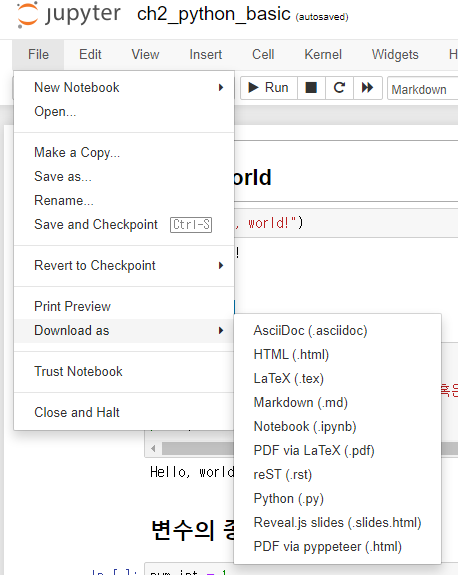 jupyter ch2_python_basic (autosaved)
File Edit View Insert Cell Kernel Widgets H
New Notebook
Open...
Run
Markdown
Make a Copy...
Save as...
Rename...
Save and Checkpoint Ctrl-S
Revert to Checkpoint
Print Preview
Download as
Trust Notebook
Close and Halt
AsciiDoc (.asciidoc)
HTML (.html)
LaTeX (.tex)
Markdown (.md)
Notebook (.ipynb)
PDF via LaTeX (.pdf)
reST (.rst)
Python (.py)
Reveal.js slides (.slides.html)
PDF via pyppeteer (.html)
orld
, world!")
!
혹은
Hello, world
변수의 종
In [ ]: num_int = 1